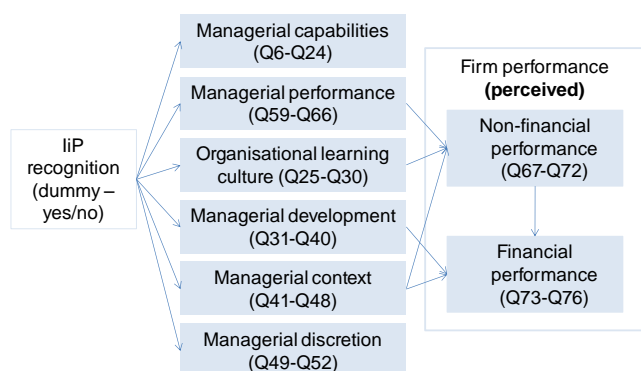 IiP
recognition
(dummy –
yes/no)
Managerial capabilities
(Q6-Q24)
Managerial performance
(Q59-Q66)
Organisational learning
culture (Q25-Q30)
Managerial development
(Q31-Q40)
Managerial context
(Q41-Q48)
Managerial discretion
(Q49-Q52)
Firm performance
(perceived)
Non-financial
performance
(Q67-Q72)
Financial
performance
(Q73-Q76)